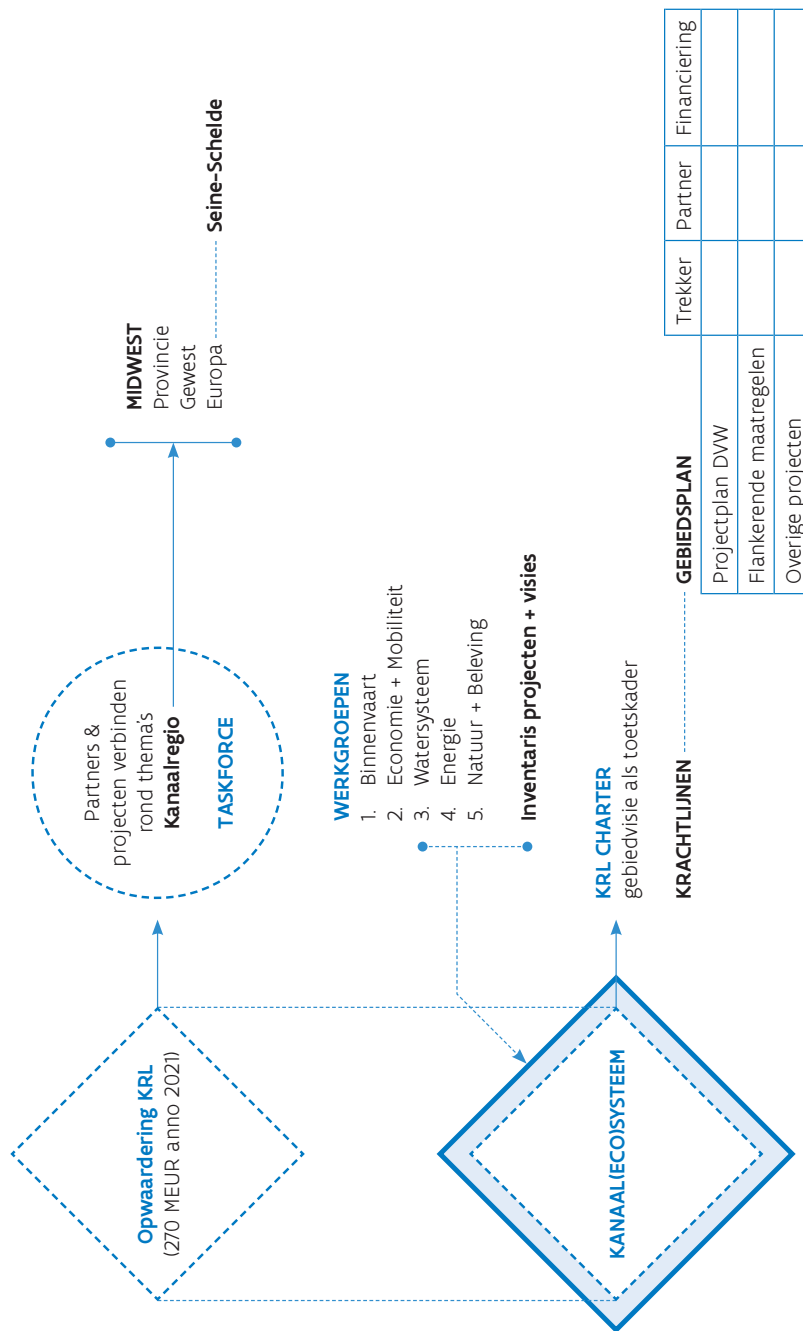 Opwaardering KRL
(270 MEUR anno 2021)
Partners &
projecten verbinden
rond thema's
Kanaalregio
TASKFORCE
MIDWEST
Provincie
Gewest
Europa
Seine-Schelde
WERKGROEPEN
1. Binnenvaart
2. Economie + Mobiliteit
3. Watersysteem
4. Energie
5. Natuur + Beleving
Inventaris projecten + visies
KANAAL(ECO)SYSTEEM
KRL CHARTER
gebiedvisie als toetskader
KRACHTLIJNEN
GEBIEDSPLAN
Trekker Partner Financiering
Projectplan DVW
Flankerende maatregelen
Overige projecten